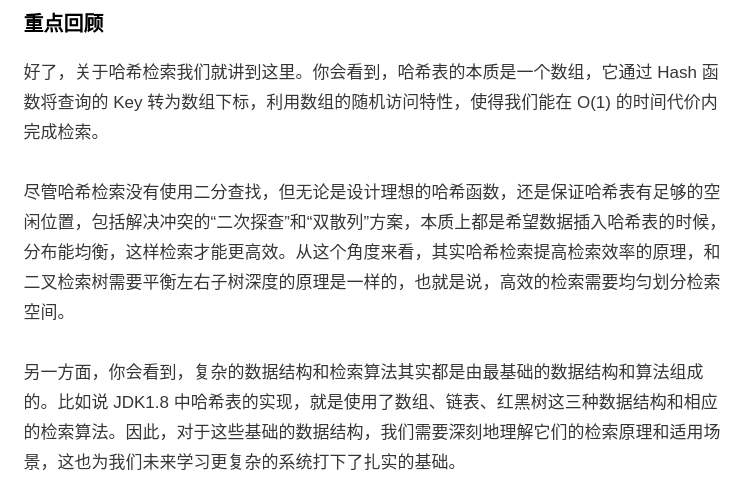 重点回顾
好了，关于哈希检索我们就讲到这里。你会看到，哈希表的本质是一个数组，它通过 Hash 函
数将查询的 Key 转为数组下标，利用数组的随机访问特性，使得我们能在 O(1) 的时间代价内
完成检索。
尽管哈希检索没有使用二分查找，但无论是设计理想的哈希函数，还是保证哈希表有足够的空
闲位置，包括解决冲突的“二次探查”和“双散列”方案，本质上都是希望数据插入哈希表的时候，
分布能均衡，这样检索才能更高效。从这个角度来看，其实哈希检索提高检索效率的原理，和
二叉检索树需要平衡左右子树深度的原理是一样的，也就是说，高效的检索需要均匀划分检索
空间。
另一方面，你会看到，复杂的数据结构和检索算法其实都是由最基础的数据结构和算法组成
的。比如说 JDK1.8 中哈希表的实现，就是使用了数组、链表、红黑树这三种数据结构和相应
的检索算法。因此，对于这些基础的数据结构，我们需要深刻地理解它们的检索原理和适用场
景，这也为我们未来学习更复杂的系统打下了扎实的基础。